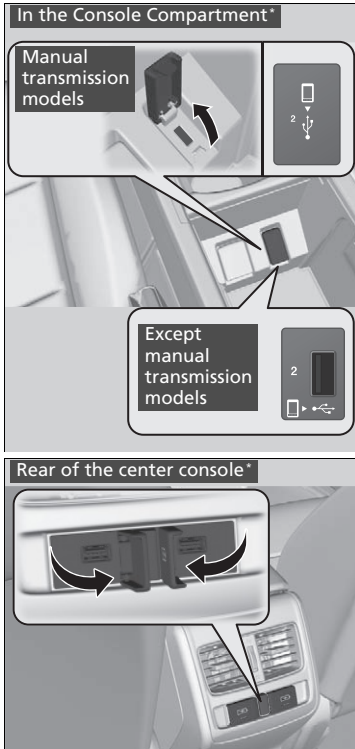 In the Console Compartment*
Manual
transmission
models
2
Except
manual
transmission
models
2
Rear of the center console*